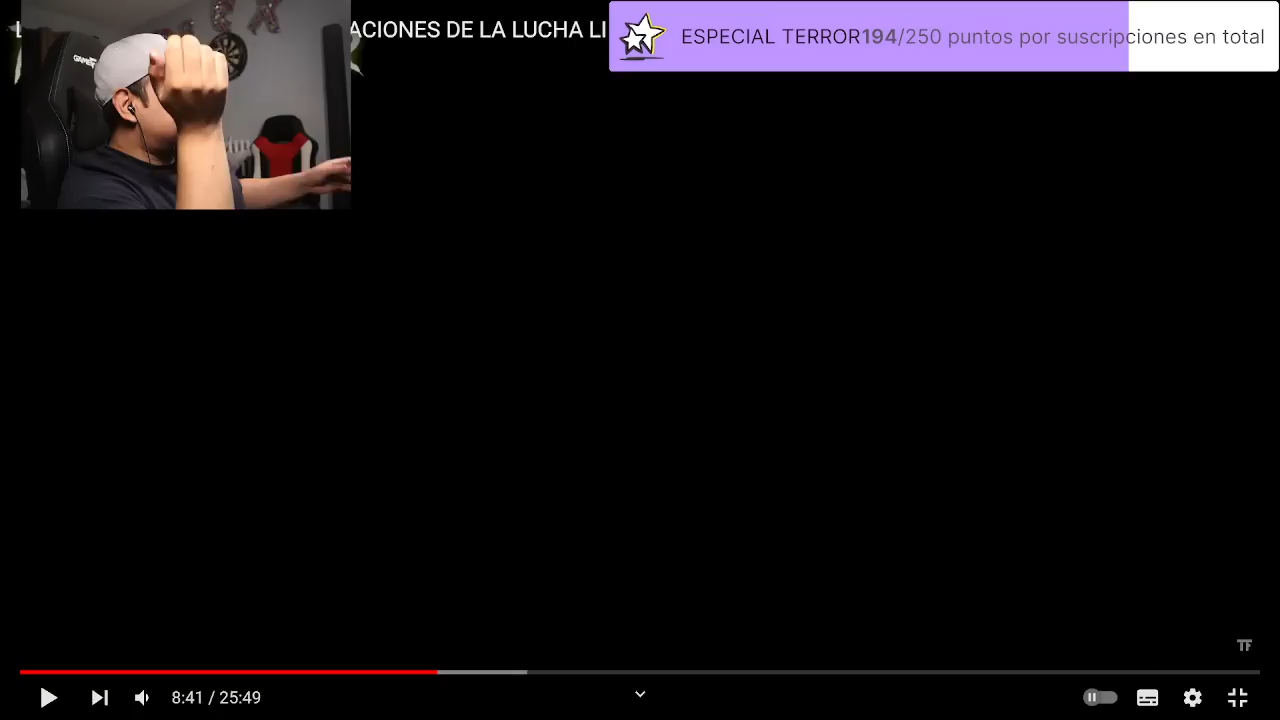 ACIONES DE LA LUCHA LI
ESPECIAL TERROR194/250 puntos por suscripciones en total
8:41 / 25:49